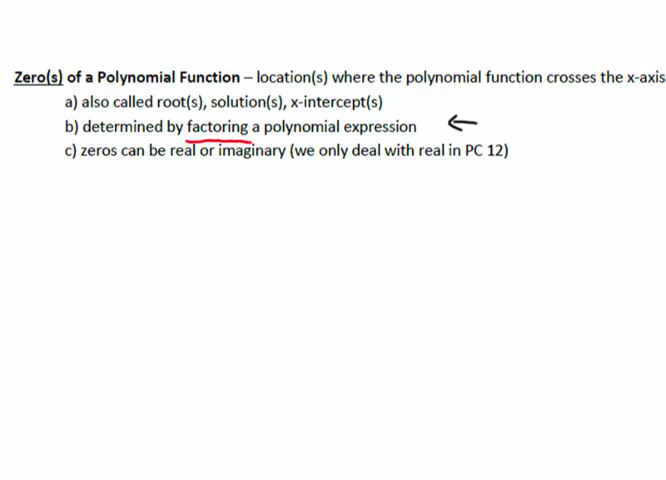 Zero(s) of a Polynomial Function – location(s) where the polynomial function crosses the x-axis
a) also called root(s), solution(s), x-intercept(s)
b) determined by factoring a polynomial expression
c) zeros can be real or imaginary (we only deal with real in PC 12)